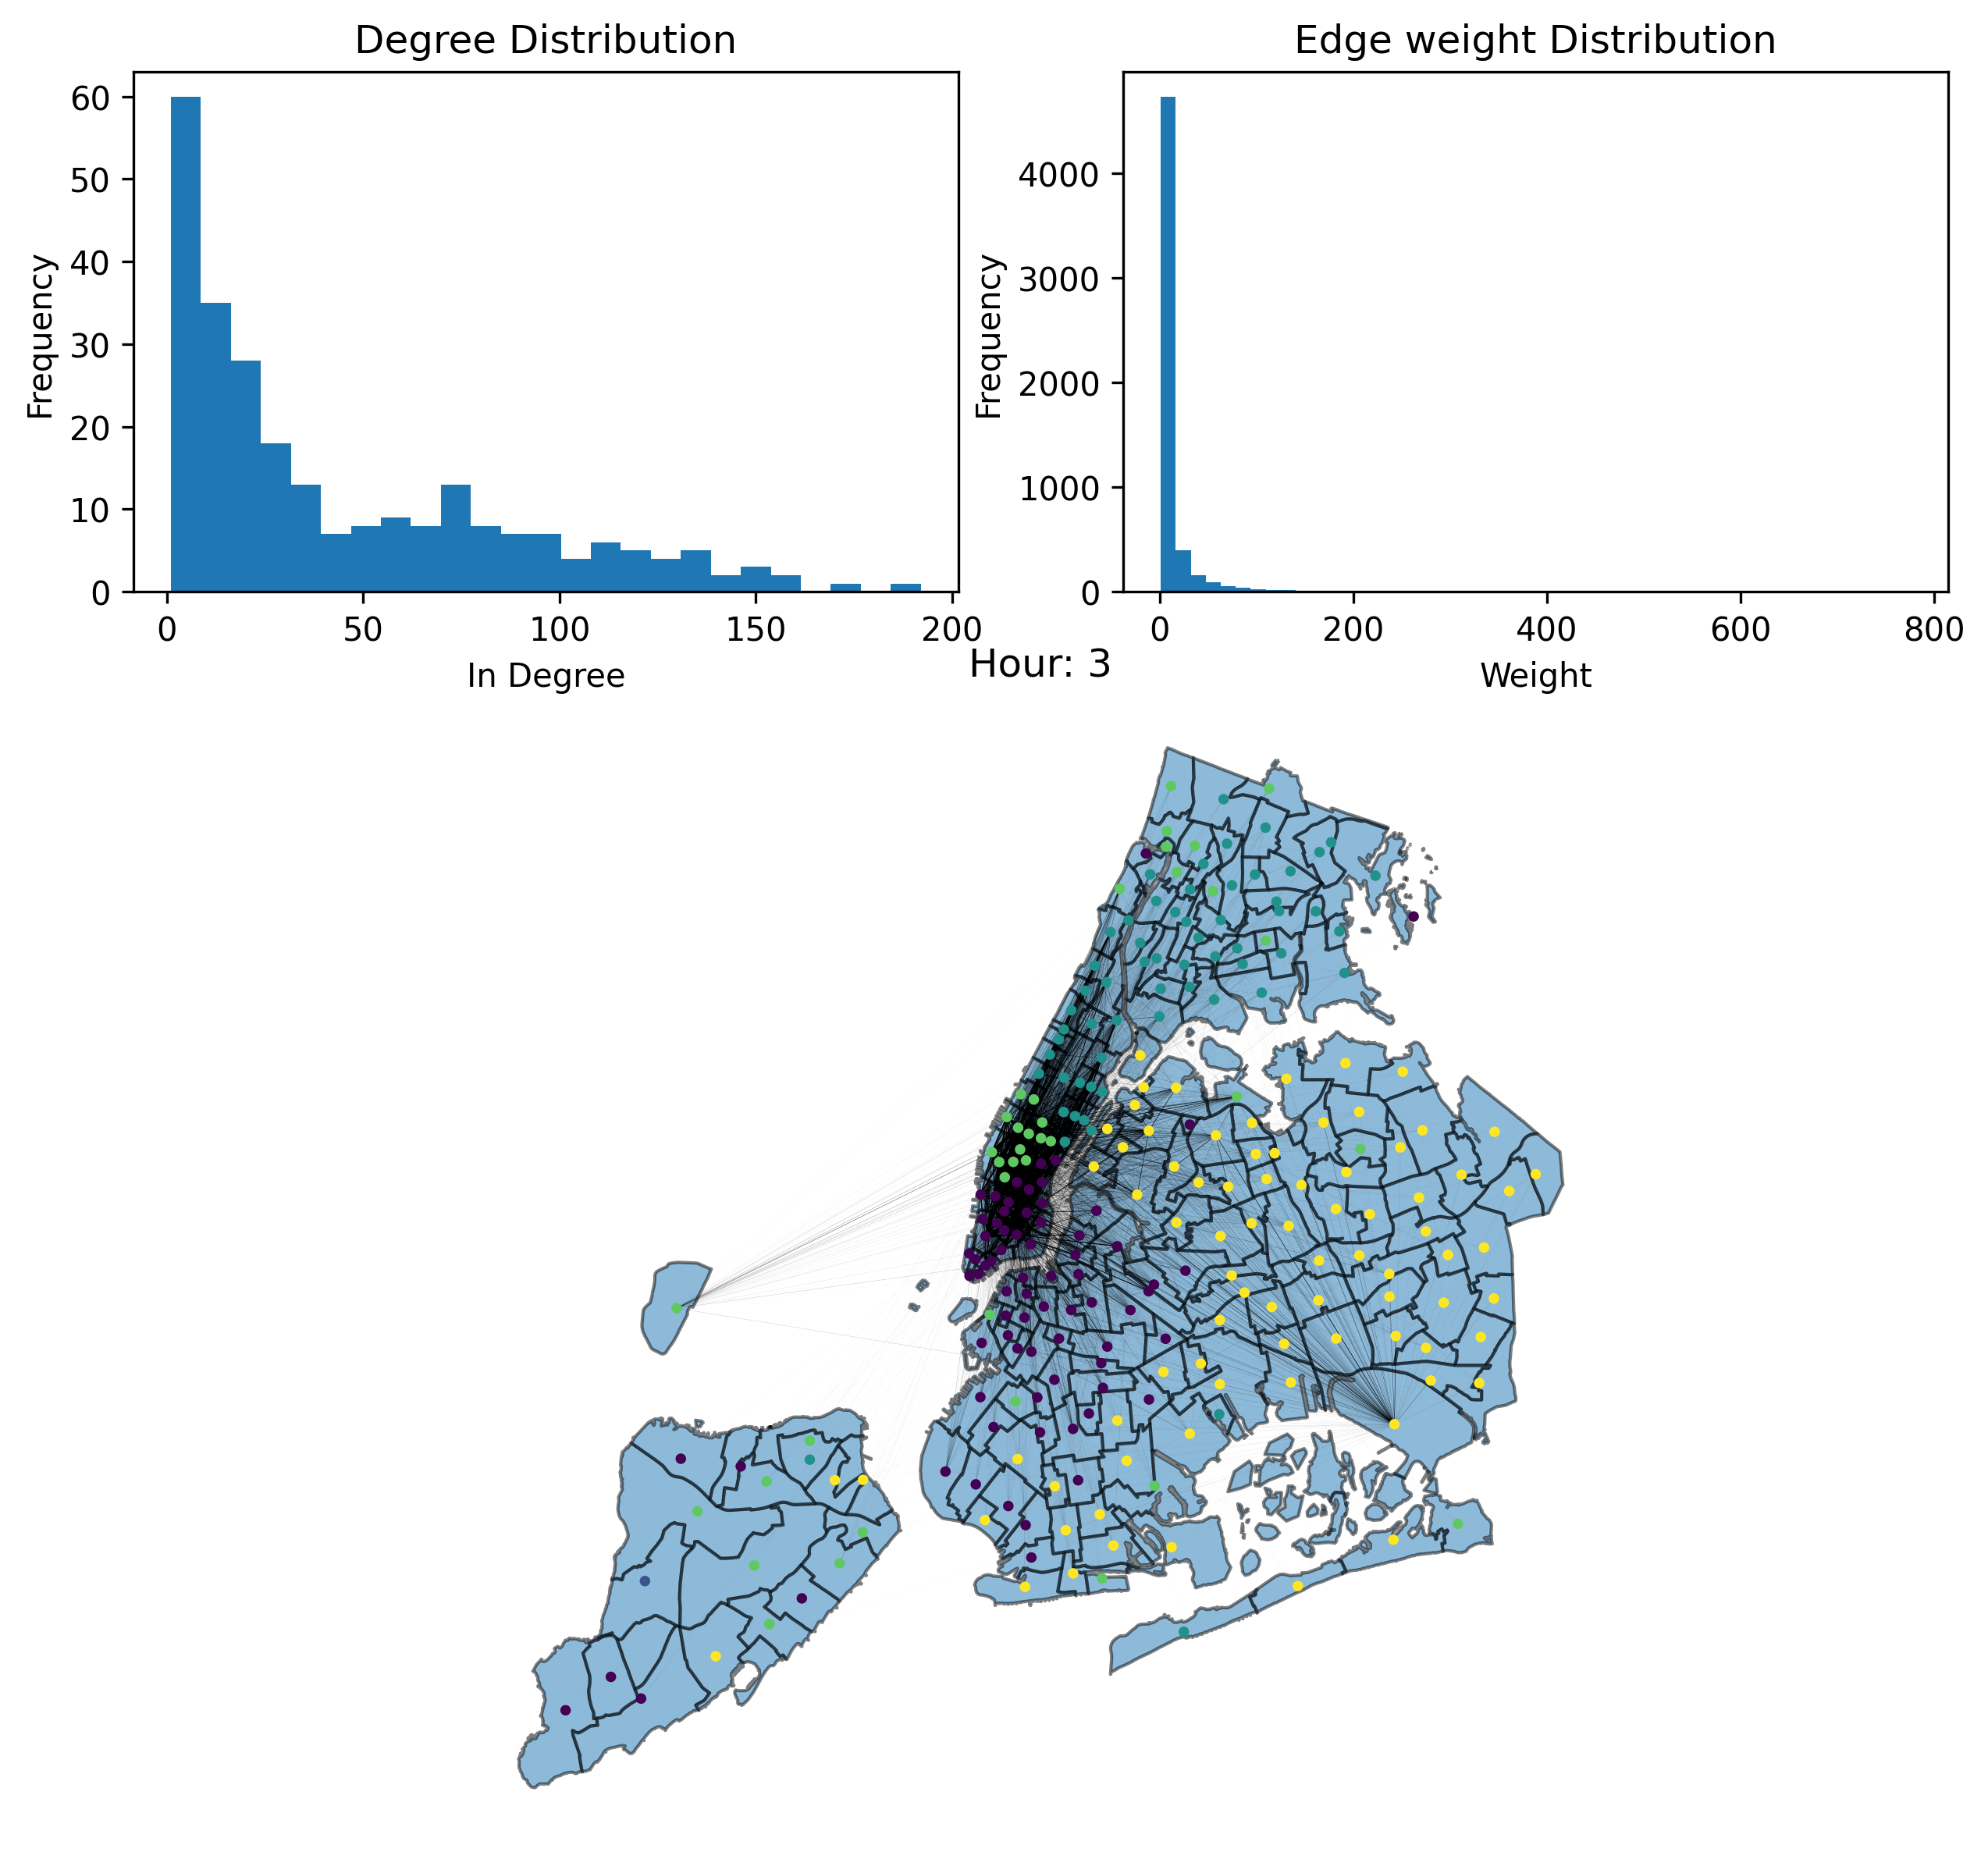 Degree Distribution
Edge weight Distribution
60
50
40
30
20
10
0
Frequency
0 50 100 150 200
In Degree
4000
3000
2000
1000
0
Frequency
0 200 400 600 800
Weight
Hour: 3